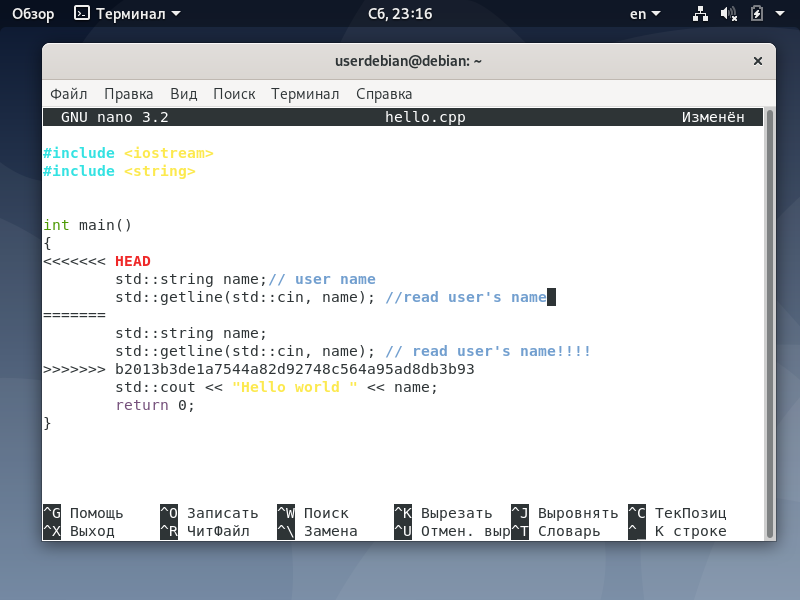 Обзор Терминал Сб, 23:16 en
userdebian@debian: ~ ×
Файл Правка Вид Поиск Терминал Справка
GNU nano 3.2 hello.cpp Изменён
#include <iostream>
#include <string>
int main()
{
<<<<<<< HEAD
std::string name;// user name
std::getline(std::cin, name); //read user's name
=======
std::string name;
std::getline(std::cin, name); // read user's name!!!!
>>>>>>> b2013b3de1a7544a82d92748c564a95ad8db3b93
std::cout << "Hello world " << name;
return 0;
}
^G Помощь ^O Записать ^W Поиск ^K Вырезать ^J Выровнять ^C ТекПозиц
^X Выход ^R ЧитФайл ^\ Замена ^U Отмен. выр ^T Словарь ^_ К строке